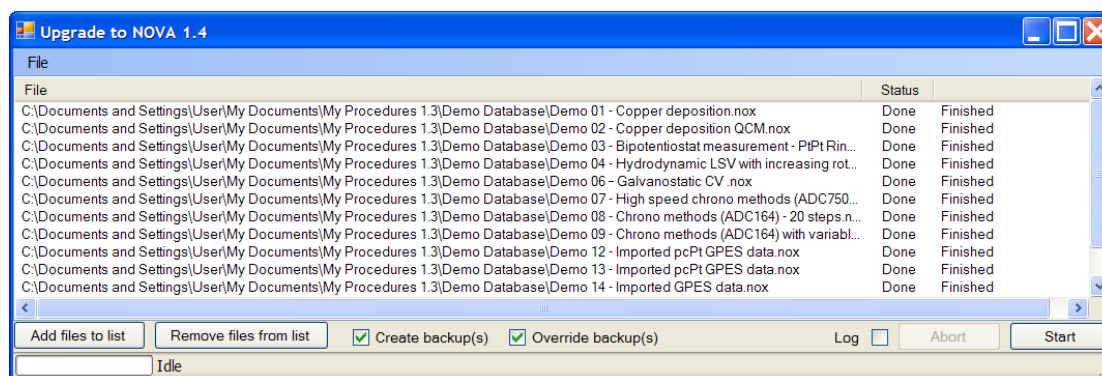 Upgrade to NOVA 1.4
File
File Status
C:\Documents and Settings\User\My Documents\My Procedures 1.3\Demo Database\Demo 01 - Copper deposition.nox Done Finished
C:\Documents and Settings\User\My Documents\My Procedures 1.3\Demo Database\Demo 02 - Copper deposition QCM.nox Done Finished
C:\Documents and Settings\User\My Documents\My Procedures 1.3\Demo Database\Demo 03 - Bipotentiostat measurement - PtPt Rin... Done Finished
C:\Documents and Settings\User\My Documents\My Procedures 1.3\Demo Database\Demo 04 - Hydrodynamic LSV with increasing rot... Done Finished
C:\Documents and Settings\User\My Documents\My Procedures 1.3\Demo Database\Demo 06 - Galvanostatic CV .nox Done Finished
C:\Documents and Settings\User\My Documents\My Procedures 1.3\Demo Database\Demo 07 - High speed chrono methods (ADC750... Done Finished
C:\Documents and Settings\User\My Documents\My Procedures 1.3\Demo Database\Demo 08 - Chrono methods (ADC164) - 20 steps.n... Done Finished
C:\Documents and Settings\User\My Documents\My Procedures 1.3\Demo Database\Demo 09 - Chrono methods (ADC164) with variabl... Done Finished
C:\Documents and Settings\User\My Documents\My Procedures 1.3\Demo Database\Demo 12 - Imported pcPt GPES data.nox Done Finished
C:\Documents and Settings\User\My Documents\My Procedures 1.3\Demo Database\Demo 13 - Imported pcPt GPES data.nox Done Finished
C:\Documents and Settings\User\My Documents\My Procedures 1.3\Demo Database\Demo 14 - Imported GPES data.nox Done Finished
Add files to list Remove files from list Create backup(s) Override backup(s) Log Abort Start
Idle